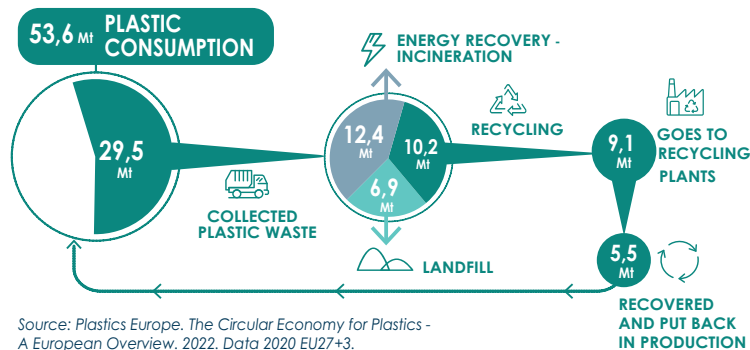 53,6 Mt PLASTIC
CONSUMPTION
29,5
Mt
COLLECTED
PLASTIC WASTE
ENERGY RECOVERY -
INCINERATION
12,4
Mt
10,2
Mt
6,9
Mt
RECYCLING
LANDFILL
9,1
Mt
GOES TO
RECYCLING
PLANTS
5,5
Mt
RECOVERED
AND PUT BACK
IN PRODUCTION
Source: Plastics Europe. The Circular Economy for Plastics -
A European Overview. 2022. Data 2020 EU27+3.